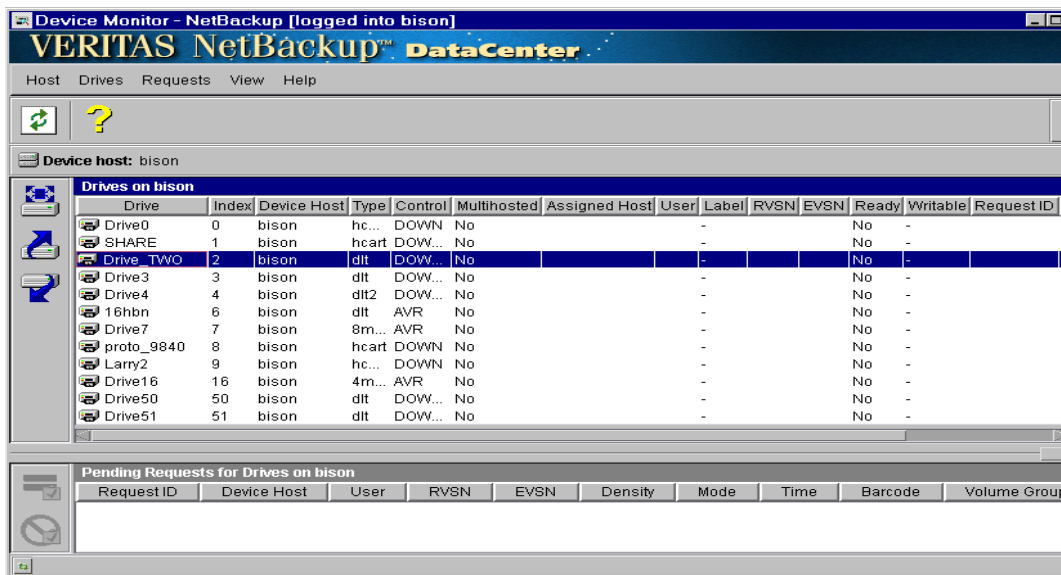 Device Monitor - NetBackup [logged into bison]
VERITAS NetBackup™ DataCenter
Host Drives Requests View Help
Device host: bison
Drives on bison
Drive Index Device Host Type Control Multihosted Assigned Host User Label RVSN EVSN Ready Writable Request ID
Drive0 0 bison hc... DOWN No - No -
SHARE 1 bison hcart DOW... No - No -
Drive_TWO 2 bison dlt DOW... No - No -
Drive3 3 bison dlt DOW... No - No -
Drive4 4 bison dlt2 DOW... No - No -
16hbn 6 bison dlt AVR No - No -
Drive7 7 bison 8m... AVR No - No -
proto_9840 8 bison hcart DOWN No - No -
Larry2 9 bison hc... DOWN No - No -
Drive16 16 bison 4m... AVR No - No -
Drive50 50 bison dlt DOW... No - No -
Drive51 51 bison dlt DOW... No - No -
Pending Requests for Drives on bison
Request ID Device Host User RVSN EVSN Density Mode Time Barcode Volume Group